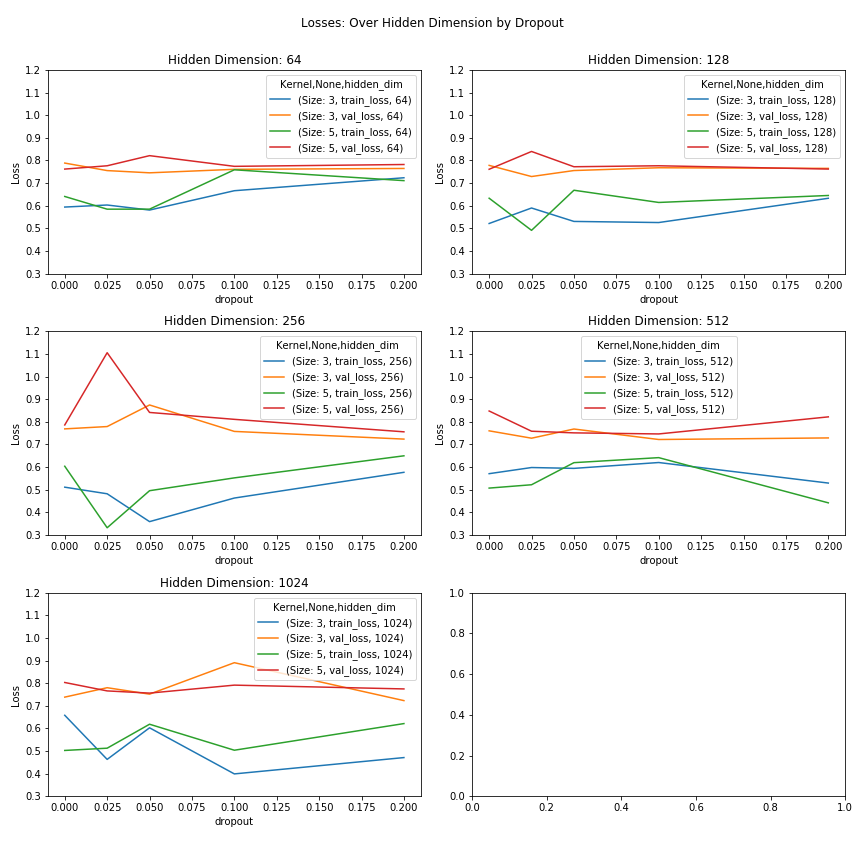 Losses: Over Hidden Dimension by Dropout
Hidden Dimension: 64
1.2
1.1
1.0
0.9
0.8
0.7
0.6
0.5
0.4
0.3
Loss
Kernel,None,hidden_dim
(Size: 3, train_loss, 64)
(Size: 3, val_loss, 64)
(Size: 5, train_loss, 64)
(Size: 5, val_loss, 64)
0.000 0.025 0.050 0.075 0.100 0.125 0.150 0.175 0.200
dropout
Hidden Dimension: 128
1.2
1.1
1.0
0.9
0.8
0.7
0.6
0.5
0.4
0.3
Loss
Kernel,None,hidden_dim
(Size: 3, train_loss, 128)
(Size: 3, val_loss, 128)
(Size: 5, train_loss, 128)
(Size: 5, val_loss, 128)
0.000 0.025 0.050 0.075 0.100 0.125 0.150 0.175 0.200
dropout
Hidden Dimension: 256
1.2
1.1
1.0
0.9
0.8
0.7
0.6
0.5
0.4
0.3
Loss
Kernel,None,hidden_dim
(Size: 3, train_loss, 256)
(Size: 3, val_loss, 256)
(Size: 5, train_loss, 256)
(Size: 5, val_loss, 256)
0.000 0.025 0.050 0.075 0.100 0.125 0.150 0.175 0.200
dropout
Hidden Dimension: 512
1.2
1.1
1.0
0.9
0.8
0.7
0.6
0.5
0.4
0.3
Loss
Kernel,None,hidden_dim
(Size: 3, train_loss, 512)
(Size: 3, val_loss, 512)
(Size: 5, train_loss, 512)
(Size: 5, val_loss, 512)
0.000 0.025 0.050 0.075 0.100 0.125 0.150 0.175 0.200
dropout
Hidden Dimension: 1024
1.2
1.1
1.0
0.9
0.8
0.7
0.6
0.5
0.4
0.3
Loss
Kernel,None,hidden_dim
(Size: 3, train_loss, 1024)
(Size: 3, val_loss, 1024)
(Size: 5, train_loss, 1024)
(Size: 5, val_loss, 1024)
0.000 0.025 0.050 0.075 0.100 0.125 0.150 0.175 0.200
dropout
1.0
0.8
0.6
0.4
0.2
0.0
0.0 0.2 0.4 0.6 0.8 1.0